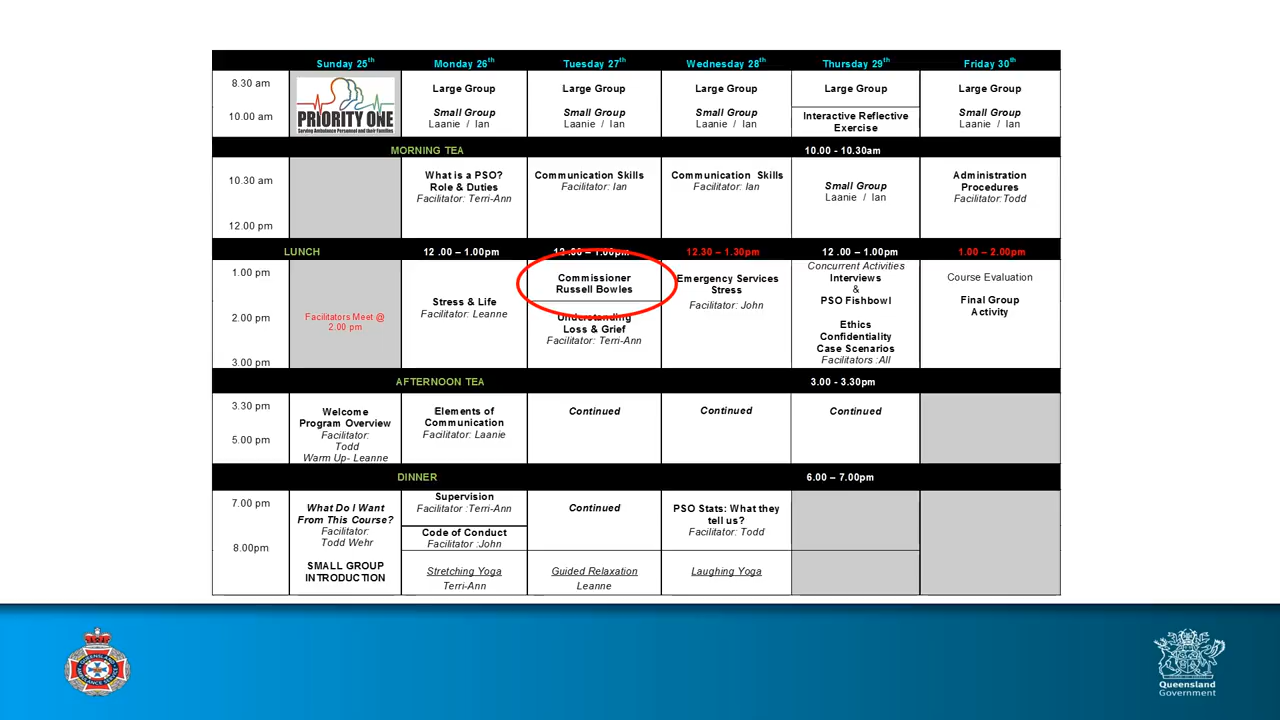 Sunday 25th Monday 26th Tuesday 27th Wednesday 28th Thursday 29th Friday 30th
8.30 am
10.00 am
PRIORITY ONE
Serving Ambulance Personnel and their Families
Large Group
Small Group
Laanie / Ian
Large Group
Small Group
Laanie / Ian
Large Group
Small Group
Laanie / Ian
Large Group
Interactive Reflective
Exercise
Large Group
Small Group
Laanie / Ian
MORNING TEA 10.00 - 10.30am
10.30 am
12.00 pm
What is a PSO?
Role & Duties
Facilitator: Terri-Ann
Communication Skills
Facilitator: Ian
Communication Skills
Facilitator: Ian
Small Group
Laanie / Ian
Administration
Procedures
Facilitator:Todd
LUNCH 12 .00 – 1.00pm 12 .00 – 1.00pm 12.30 – 1.30pm 12 .00 – 1.00pm 1.00 – 2.00pm
1.00 pm
2.00 pm
3.00 pm
Facilitators Meet @
2.00 pm
Stress & Life
Facilitator: Leanne
Commissioner
Russell Bowles
Understanding
Loss & Grief
Facilitator: Terri-Ann
Emergency Services
Stress
Facilitator: John
Concurrent Activities
Interviews
&
PSO Fishbowl
Ethics
Confidentiality
Case Scenarios
Facilitators :All
Course Evaluation
Final Group
Activity
AFTERNOON TEA 3.00 - 3.30pm
3.30 pm
5.00 pm
Welcome
Program Overview
Facilitator:
Todd
Warm Up- Leanne
Elements of
Communication
Facilitator: Laanie
Continued
Continued
Continued
DINNER 6.00 – 7.00pm
7.00 pm
8.00pm
What Do I Want
From This Course?
Facilitator:
Todd Wehr
SMALL GROUP
INTRODUCTION
Supervision
Facilitator :Terri-Ann
Code of Conduct
Facilitator :John
Stretching Yoga
Terri-Ann
Continued
Guided Relaxation
Leanne
PSO Stats: What they
tell us?
Facilitator: Todd
Laughing Yoga
Queensland
Government